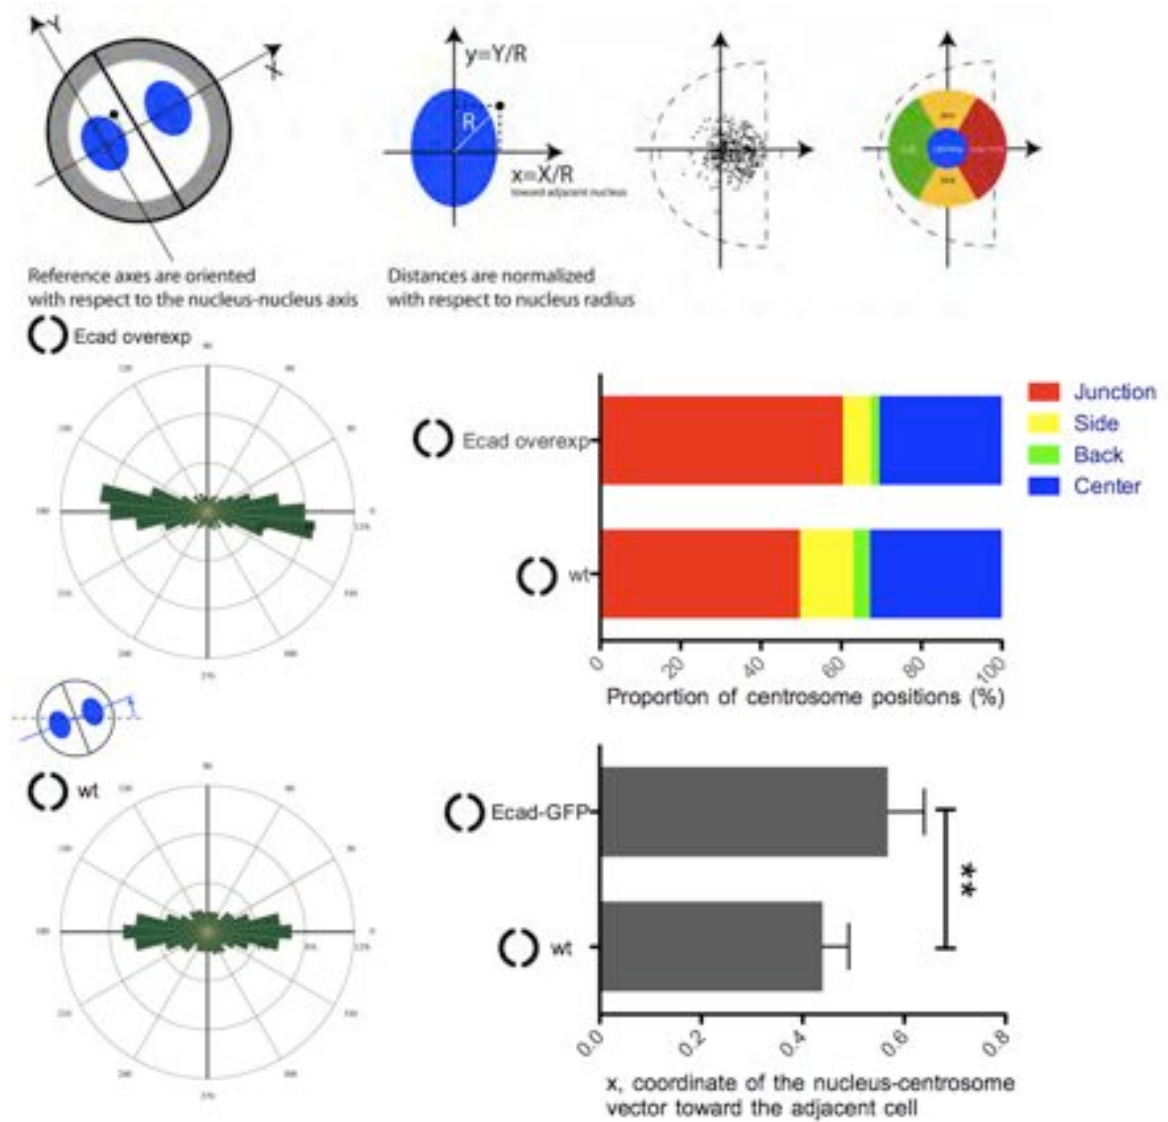 Y
X
y=Y/R
R
x=X/R
toward adjacent nucleus
Reference axes are oriented
with respect to the nucleus-nucleus axis
Distances are normalized
with respect to nucleus radius
Ecad overexp
Ecad overexp
wt
0 20 40 60 80 100
Proportion of centrosome positions (%)
Junction
Side
Back
Center
wt
Ecad-GFP
wt
**
0.0 0.2 0.4 0.6 0.8
x, coordinate of the nucleus-centrosome
vector toward the adjacent cell